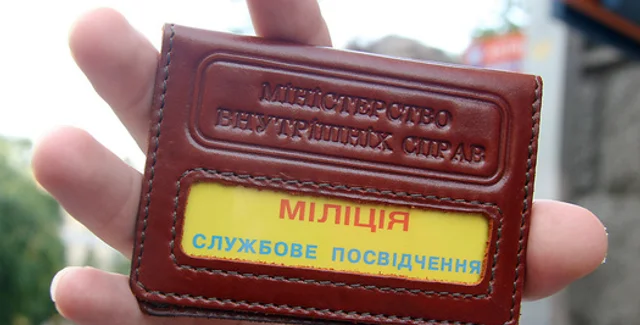 МІНІСТЕРСТВО
ВНУТРІШНІХ СПРАВ
МІЛІЦІЯ
СЛУЖБОВЕ ПОСВІДЧЕННЯ